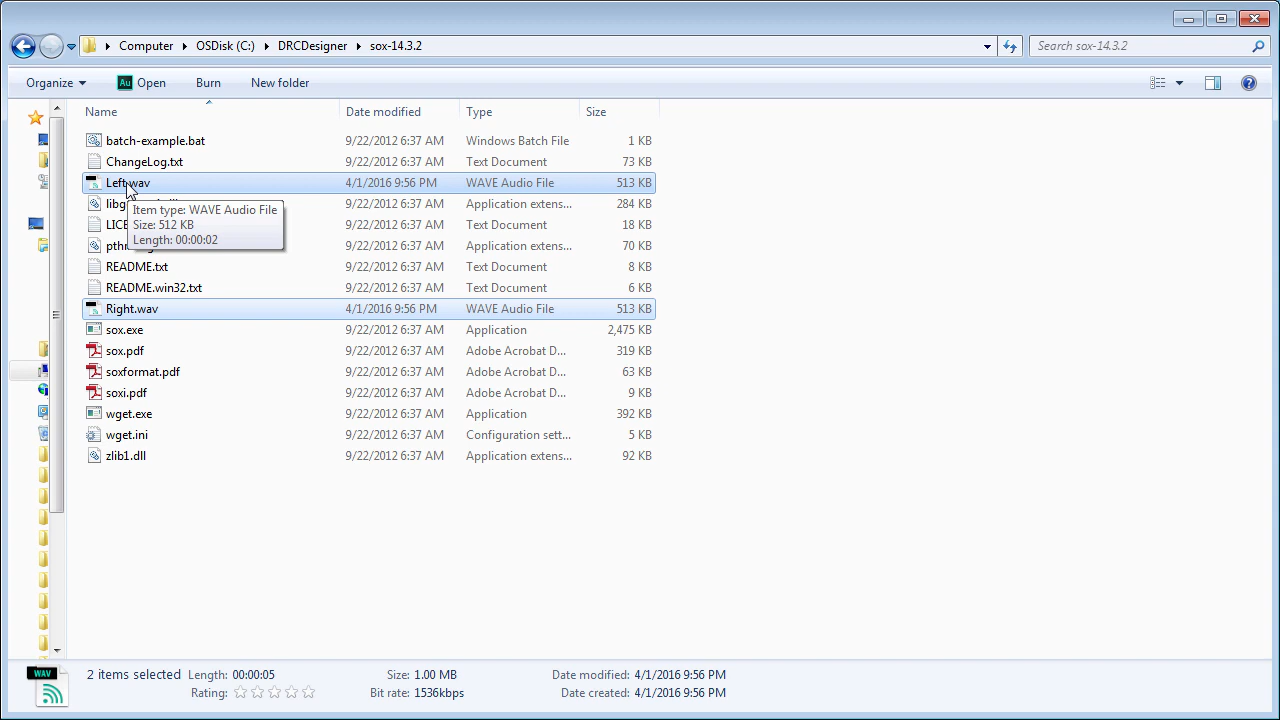 Computer OSDisk (C:) DRCDesigner sox-14.3.2 Search sox-14.3.2
Organize Au Open Burn New folder
Name Date modified Type Size
batch-example.bat 9/22/2012 6:37 AM Windows Batch File 1 KB
ChangeLog.txt 9/22/2012 6:37 AM Text Document 73 KB
Left.wav 4/1/2016 9:56 PM WAVE Audio File 513 KB
9/22/2012 6:37 AM Application extens... 284 KB
Item type: WAVE Audio File
Size: 512 KB
Length: 00:00:02
9/22/2012 6:37 AM Text Document 18 KB
9/22/2012 6:37 AM Application extens... 70 KB
README.txt 9/22/2012 6:37 AM Text Document 8 KB
README.win32.txt 9/22/2012 6:37 AM Text Document 6 KB
Right.wav 4/1/2016 9:56 PM WAVE Audio File 513 KB
sox.exe 9/22/2012 6:37 AM Application 2,475 KB
sox.pdf 9/22/2012 6:37 AM Adobe Acrobat D... 319 KB
soxformat.pdf 9/22/2012 6:37 AM Adobe Acrobat D... 63 KB
soxi.pdf 9/22/2012 6:37 AM Adobe Acrobat D... 9 KB
wget.exe 9/22/2012 6:37 AM Application 392 KB
wget.ini 9/22/2012 6:37 AM Configuration sett... 5 KB
zlib1.dll 9/22/2012 6:37 AM Application extens... 92 KB
WAV 2 items selected Length: 00:00:05 Size: 1.00 MB Date modified: 4/1/2016 9:56 PM
Rating: Bit rate: 1536kbps Date created: 4/1/2016 9:56 PM